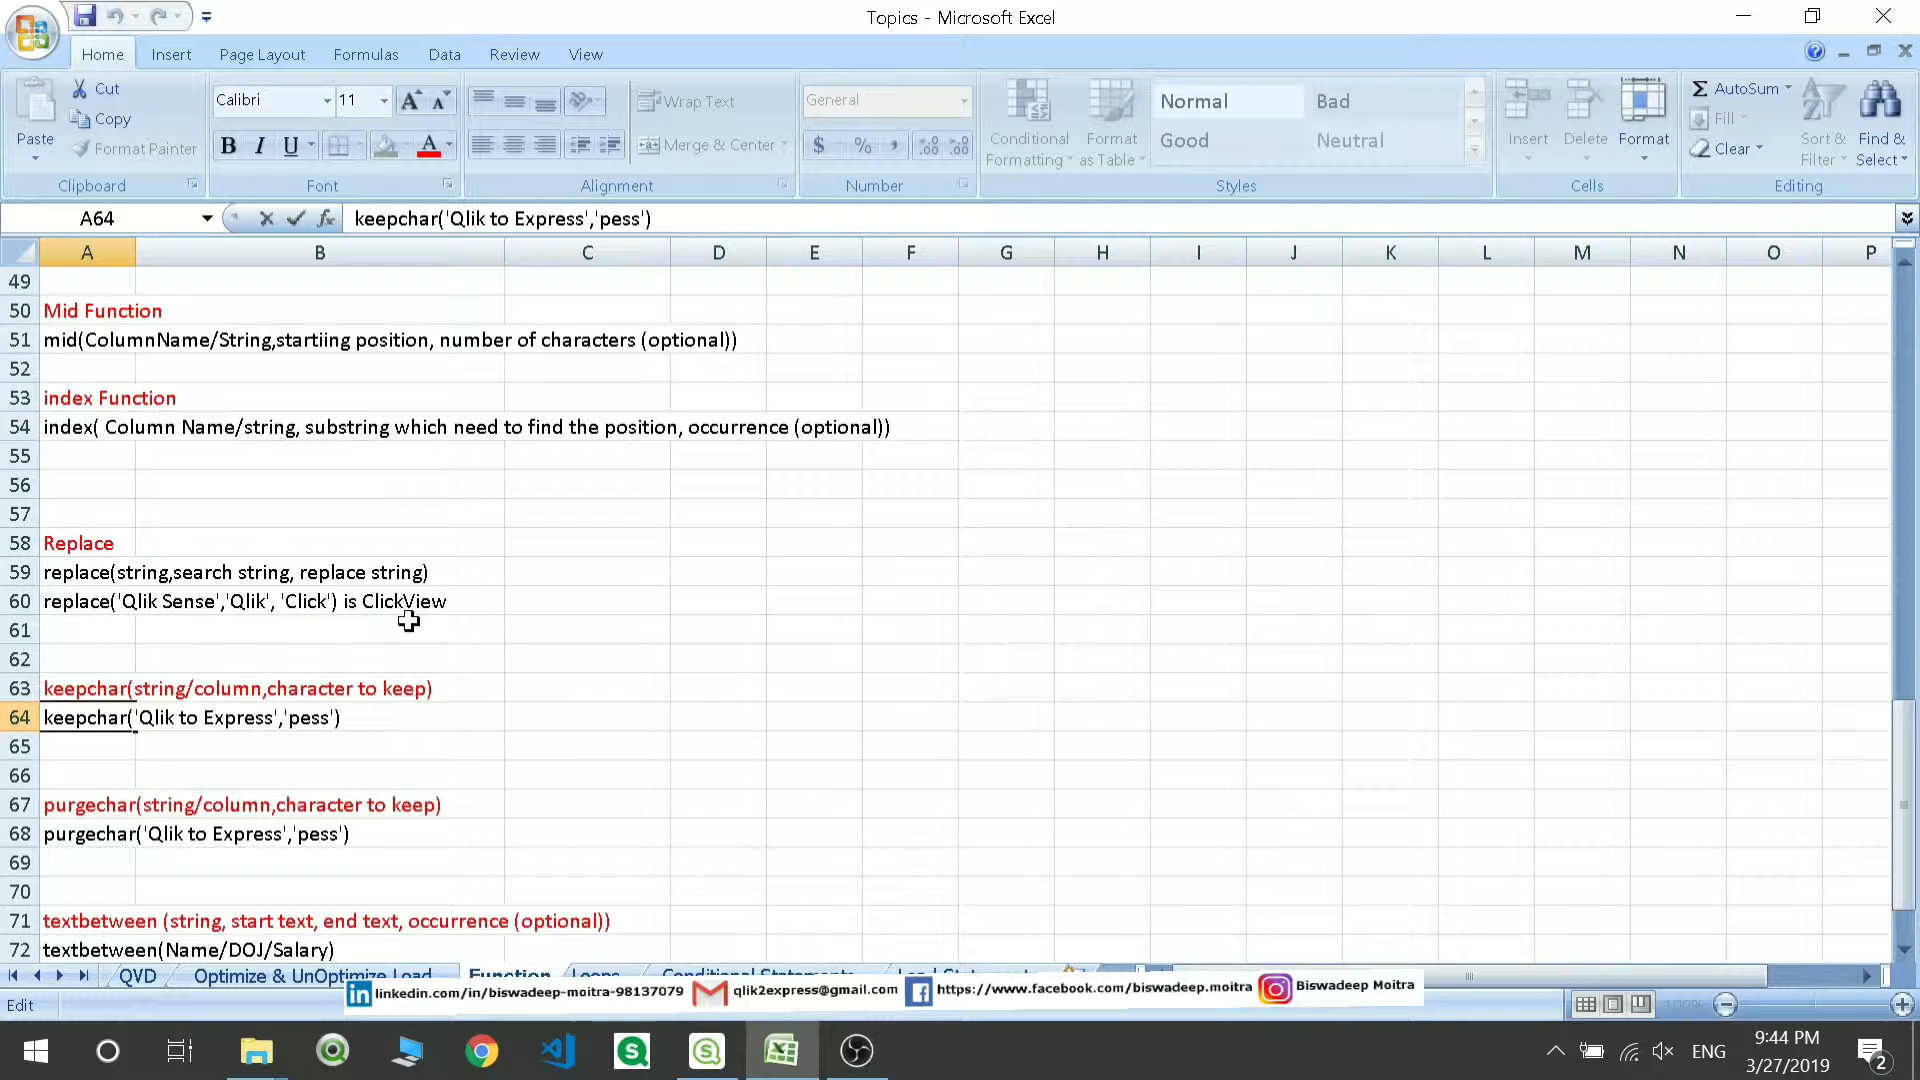 Topics - Microsoft Excel
Home Insert Page Layout Formulas Data Review View
Paste
Cut
Copy
Format Painter
Clipboard
Calibri 11
B I U A
Font
Wrap Text
Merge & Center
Alignment
General
$ % , .00
Number
Conditional Formatting
Format as Table
Normal Bad
Good Neutral
Styles
Insert Delete Format
Cells
Σ AutoSum
Fill
Clear
Sort & Filter
Find & Select
Editing
A64 fx keepchar('Qlik to Express','pess')
A B C D E F G H I J K L M N O P
49
50 Mid Function
51 mid(ColumnName/String,startiing position, number of characters (optional))
52
53 index Function
54 index( Column Name/string, substring which need to find the position, occurrence (optional))
55
56
57
58 Replace
59 replace(string,search string, replace string)
60 replace('Qlik Sense','Qlik', 'Click') is ClickView
61
62
63 keepchar(string/column,character to keep)
64 keepchar('Qlik to Express','pess')
65
66
67 purgechar(string/column,character to keep)
68 purgechar('Qlik to Express','pess')
69
70
71 textbetween (string, start text, end text, occurrence (optional))
72 textbetween(Name/DOJ/Salary)
QVD Optimize & UnOptimize Load Function Loops Conditional Statements
linkedin.com/in/biswadeep-moitra-98137079 qlik2express@gmail.com https://www.facebook.com/biswadeep.moitra Biswadeep Moitra
Edit 100%
ENG
9:44 PM
3/27/2019
2